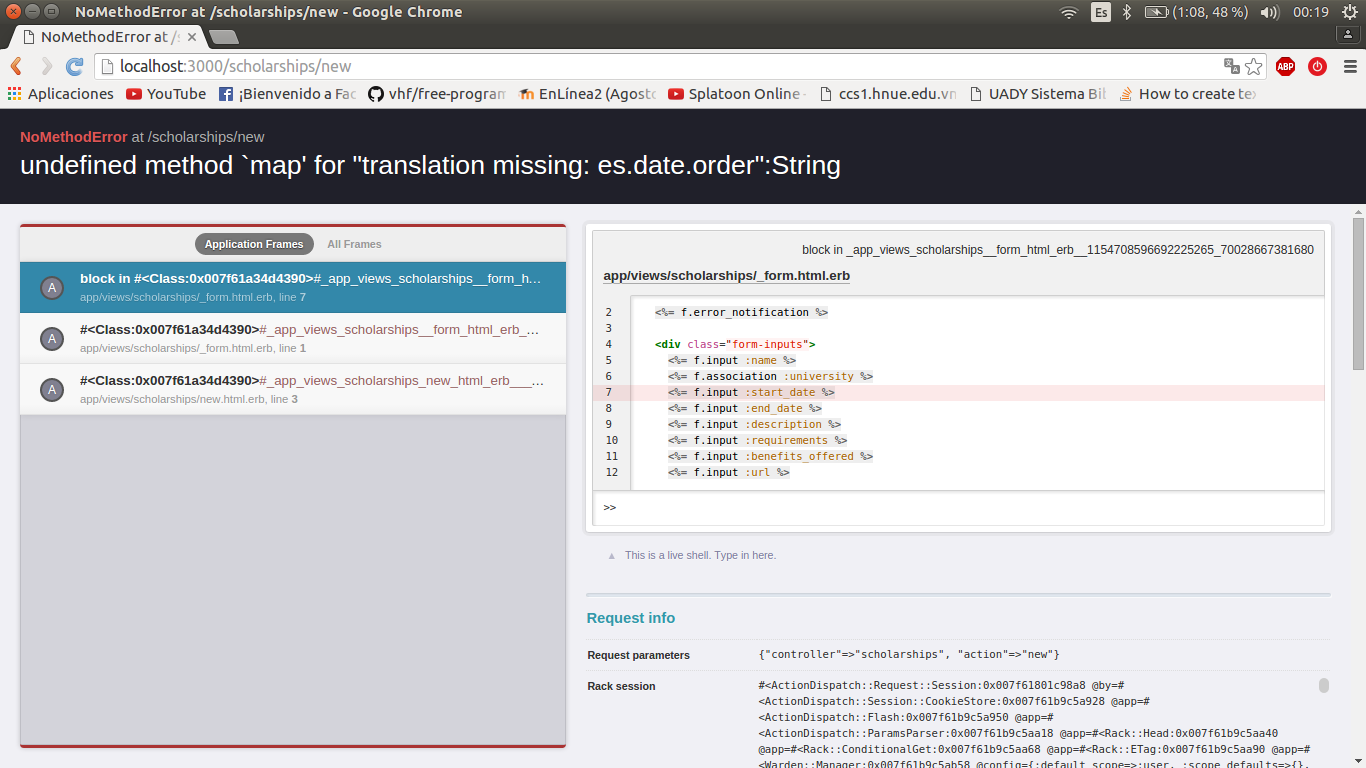 NoMethodError at /scholarships/new - Google Chrome
Es
(1:08, 48 %)
00:19
NoMethodError at /s
localhost:3000/scholarships/new
ABP
Aplicaciones
YouTube
¡Bienvenido a Fac
vhf/free-program
EnLínea2 (Agosto
Splatoon Online -
ccs1.hnue.edu.vn
UADY Sistema Bib
How to create tex
NoMethodError at /scholarships/new
undefined method `map' for "translation missing: es.date.order":String
Application Frames
All Frames
A
block in #<Class:0x007f61a34d4390>#_app_views_scholarships__form_h…
app/views/scholarships/_form.html.erb, line 7
A
#<Class:0x007f61a34d4390>#_app_views_scholarships__form_html_erb_…
app/views/scholarships/_form.html.erb, line 1
A
#<Class:0x007f61a34d4390>#_app_views_scholarships_new_html_erb___…
app/views/scholarships/new.html.erb, line 3
block in _app_views_scholarships__form_html_erb__1154708596692225265_70028667381680
app/views/scholarships/_form.html.erb
2 <%= f.error_notification %>
3
4 <div class="form-inputs">
5 <%= f.input :name %>
6 <%= f.association :university %>
7 <%= f.input :start_date %>
8 <%= f.input :end_date %>
9 <%= f.input :description %>
10 <%= f.input :requirements %>
11 <%= f.input :benefits_offered %>
12 <%= f.input :url %>
>>
This is a live shell. Type in here.
Request info
Request parameters
{"controller"=>"scholarships", "action"=>"new"}
Rack session
#<ActionDispatch::Request::Session:0x007f61801c98a8 @by=#
<ActionDispatch::Session::CookieStore:0x007f61b9c5a928 @app=#
<ActionDispatch::Flash:0x007f61b9c5a950 @app=#
<ActionDispatch::ParamsParser:0x007f61b9c5aa18 @app=#<Rack::Head:0x007f61b9c5aa40
@app=#<Rack::ConditionalGet:0x007f61b9c5aa68 @app=#<Rack::ETag:0x007f61b9c5aa90 @app=#
<Warden::Manager:0x007f61b9c5ab58 @config={:default_scope=>:user, :scope_defaults=>{},